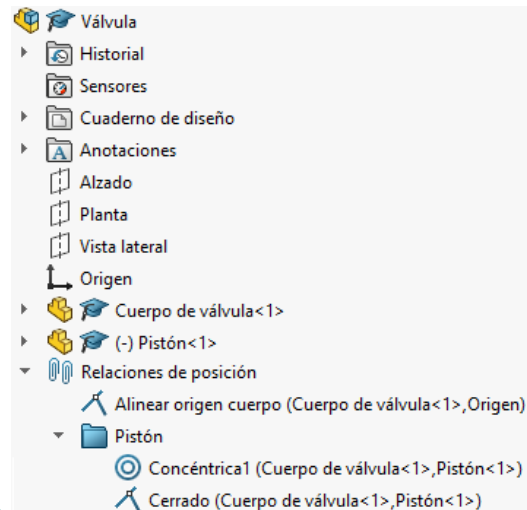 Válvula
Historial
Sensores
Cuaderno de diseño
Anotaciones
Alzado
Planta
Vista lateral
Origen
Cuerpo de válvula<1>
(-) Pistón<1>
Relaciones de posición
Alinear origen cuerpo (Cuerpo de válvula<1>,Origen)
Pistón
Concéntrica1 (Cuerpo de válvula<1>,Pistón<1>)
Cerrado (Cuerpo de válvula<1>,Pistón<1>)